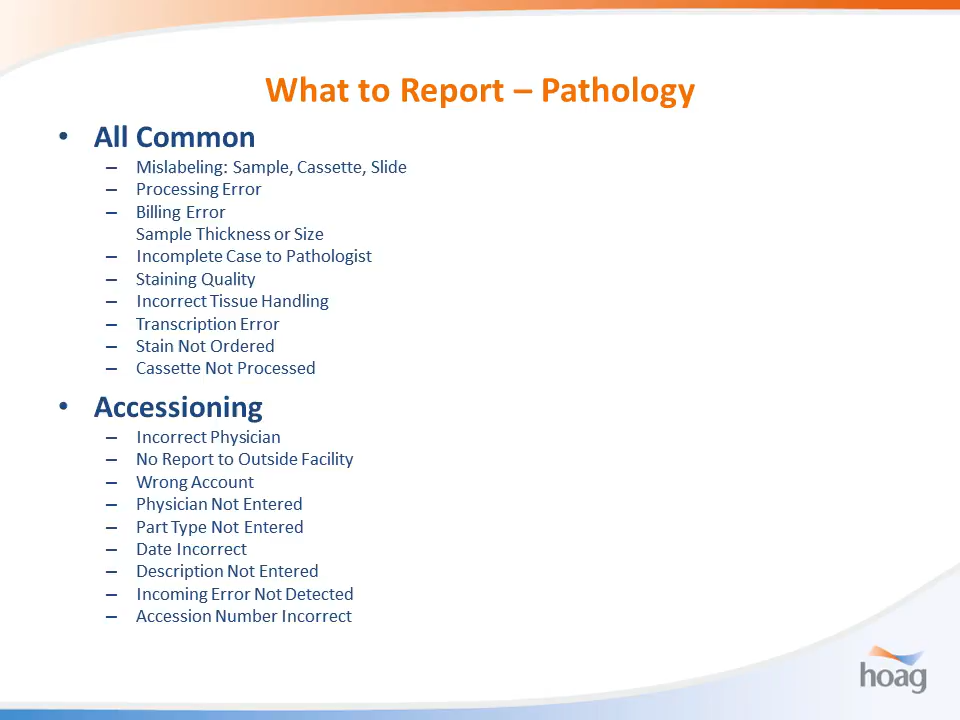 What to Report – Pathology
• All Common
– Mislabeling: Sample, Cassette, Slide
– Processing Error
– Billing Error
Sample Thickness or Size
– Incomplete Case to Pathologist
– Staining Quality
– Incorrect Tissue Handling
– Transcription Error
– Stain Not Ordered
– Cassette Not Processed
• Accessioning
– Incorrect Physician
– No Report to Outside Facility
– Wrong Account
– Physician Not Entered
– Part Type Not Entered
– Date Incorrect
– Description Not Entered
– Incoming Error Not Detected
– Accession Number Incorrect
hoag